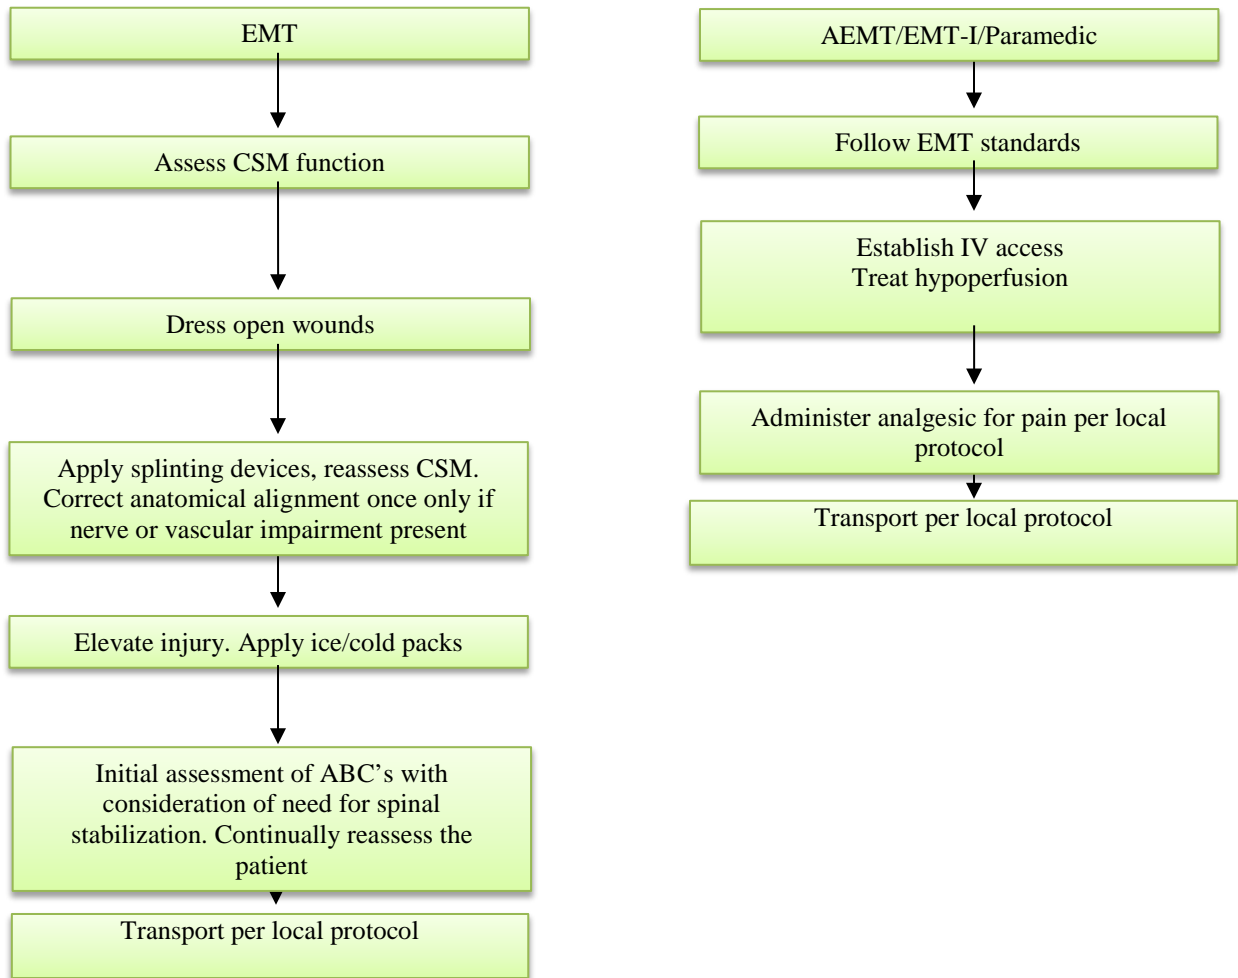 EMT
Assess CSM function
Dress open wounds
Apply splinting devices, reassess CSM.
Correct anatomical alignment once only if
nerve or vascular impairment present
Elevate injury. Apply ice/cold packs
Initial assessment of ABC’s with
consideration of need for spinal
stabilization. Continually reassess the
patient
Transport per local protocol
AEMT/EMT-I/Paramedic
Follow EMT standards
Establish IV access
Treat hypoperfusion
Administer analgesic for pain per local
protocol
Transport per local protocol